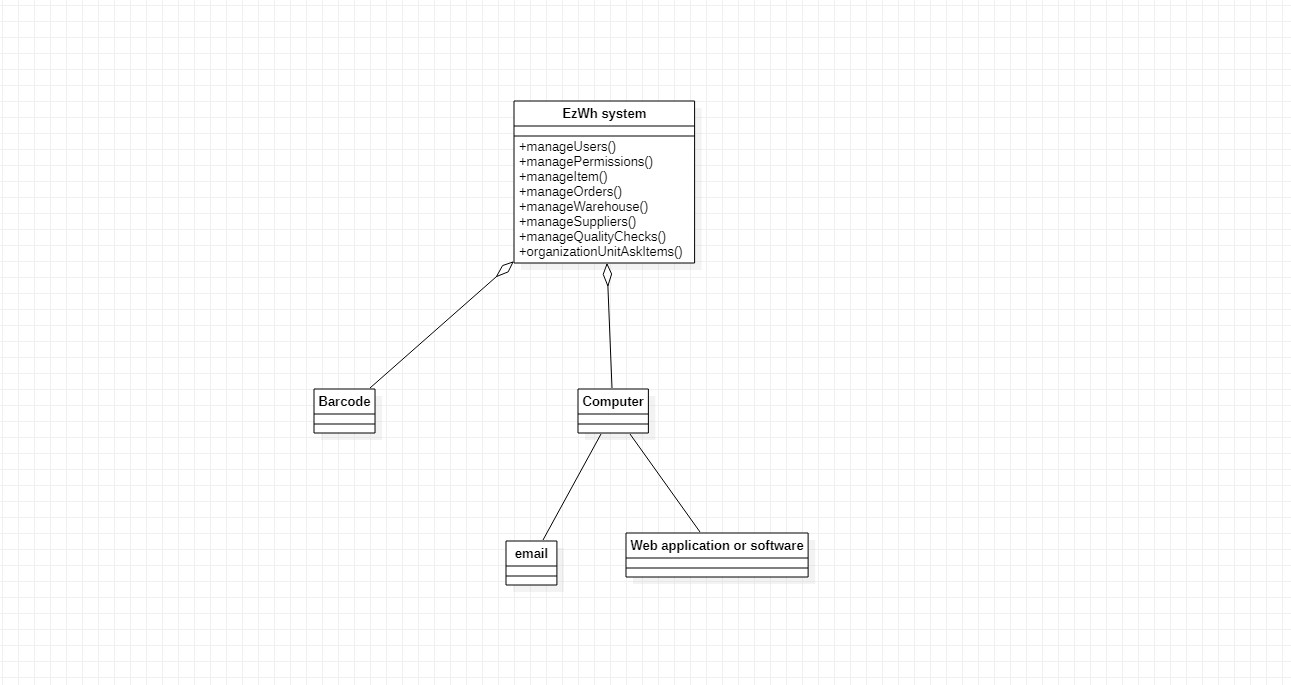 EzWh system
+manageUsers()
+managePermissions()
+manageItem()
+manageOrders()
+manageWarehouse()
+manageSuppliers()
+manageQualityChecks()
+organizationUnitAskItems()
Barcode
Computer
email
Web application or software